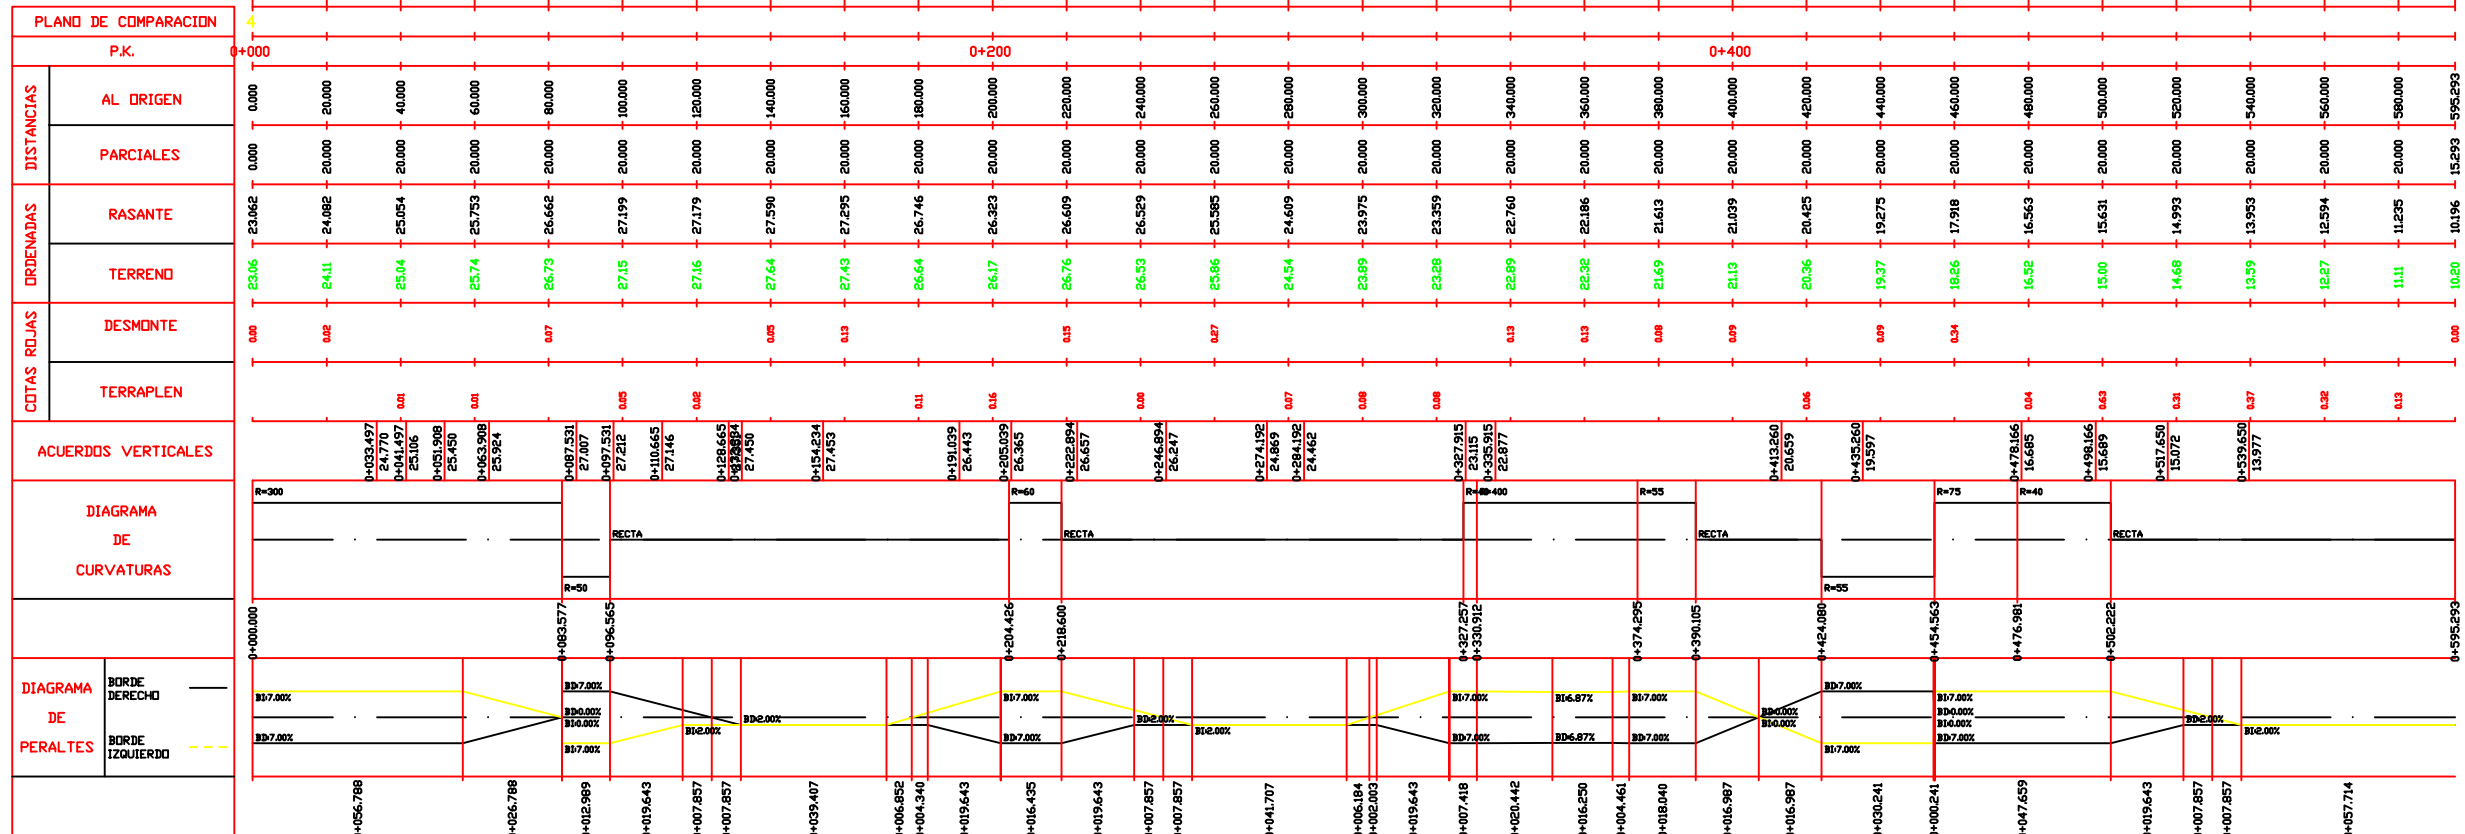 PLANO DE COMPARACION 4
P.K. 0+000 0+200 0+400
DISTANCIAS
AL ORIGEN 0.000 20.000 40.000 60.000 80.000 100.000 120.000 140.000 160.000 180.000 200.000 220.000 240.000 260.000 280.000 300.000 320.000 340.000 360.000 380.000 400.000 420.000 440.000 460.000 480.000 500.000 520.000 540.000 560.000 580.000 595.293
PARCIALES 0.000 20.000 20.000 20.000 20.000 20.000 20.000 20.000 20.000 20.000 20.000 20.000 20.000 20.000 20.000 20.000 20.000 20.000 20.000 20.000 20.000 20.000 20.000 20.000 20.000 20.000 20.000 20.000 20.000 20.000 15.293
ORDENADAS
RASANTE 23.062 24.082 25.054 25.753 26.662 27.199 27.179 27.590 27.295 26.746 26.323 26.609 26.529 25.585 24.609 23.975 23.359 22.760 22.186 21.613 21.039 20.425 19.275 17.918 16.563 15.631 14.993 13.953 12.594 11.235 10.196
TERRENO 23.06 24.11 25.04 25.74 26.73 27.15 27.16 27.64 27.43 26.64 26.17 26.76 26.53 25.86 24.54 23.89 23.28 22.89 22.32 21.69 21.13 20.36 19.37 18.26 16.52 15.00 14.68 13.59 12.27 11.11 10.20
COTAS ROJAS
DESMONTE 0.00 0.02 0.07 0.05 0.13 0.15 0.27 0.13 0.13 0.08 0.09 0.09 0.34 0.00
TERRAPLEN 0.01 0.01 0.05 0.02 0.11 0.16 0.00 0.07 0.08 0.08 0.06 0.04 0.63 0.31 0.37 0.32 0.13
ACUERDOS VERTICALES
0+033.497 24.770
0+041.497 25.106
0+051.908 25.450
0+063.908 25.924
0+087.531 27.007
0+097.531 27.212
0+110.665 27.146
0+128.665
27.450
0+154.234 27.453
0+191.039 26.443
0+205.039 26.365
0+222.894 26.657
0+246.894 26.247
0+274.192 24.869
0+284.192 24.462
0+327.915 23.115
0+335.915 22.877
0+413.260 20.659
0+435.260 19.597
0+478.166 16.685
0+498.166 15.689
0+517.650 15.072
0+539.650 13.977
DIAGRAMA
DE
CURVATURAS
R=300 R=60 R=55 R=75 R=40
RECTA RECTA RECTA RECTA
R=50 R=55
0+000.000 0+083.577 0+096.565 0+204.426 0+218.600 0+327.257 0+330.912 0+374.295 0+390.105 0+424.080 0+454.563 0+476.981 0+502.222 0+595.293
DIAGRAMA
DE
PERALTES
BORDE
DERECHO
BORDE
IZQUIERDO
BI:7.00% BD:7.00% BI:7.00% BI:7.00% BI:6.87% BI:7.00% BD:7.00% BI:7.00%
BD:0.00% BD:2.00% BD:2.00% BD:0.00% BD:0.00% BD:2.00%
BI:0.00% BI:2.00% BI:2.00% BI:0.00% BI:0.00% BI:2.00%
BD:7.00% BI:7.00% BD:7.00% BD:7.00% BD:6.87% BD:7.00% BI:7.00% BD:7.00%
0+056.788 0+026.788 0+012.989 0+019.643 0+007.857 0+007.857 0+039.407 0+006.852 0+004.340 0+019.643 0+016.435 0+019.643 0+007.857 0+007.857 0+041.707 0+006.184 0+002.003 0+019.643 0+007.418 0+020.442 0+016.250 0+004.461 0+018.040 0+016.987 0+016.987 0+030.241 0+000.241 0+047.659 0+019.643 0+007.857 0+007.857 0+057.714